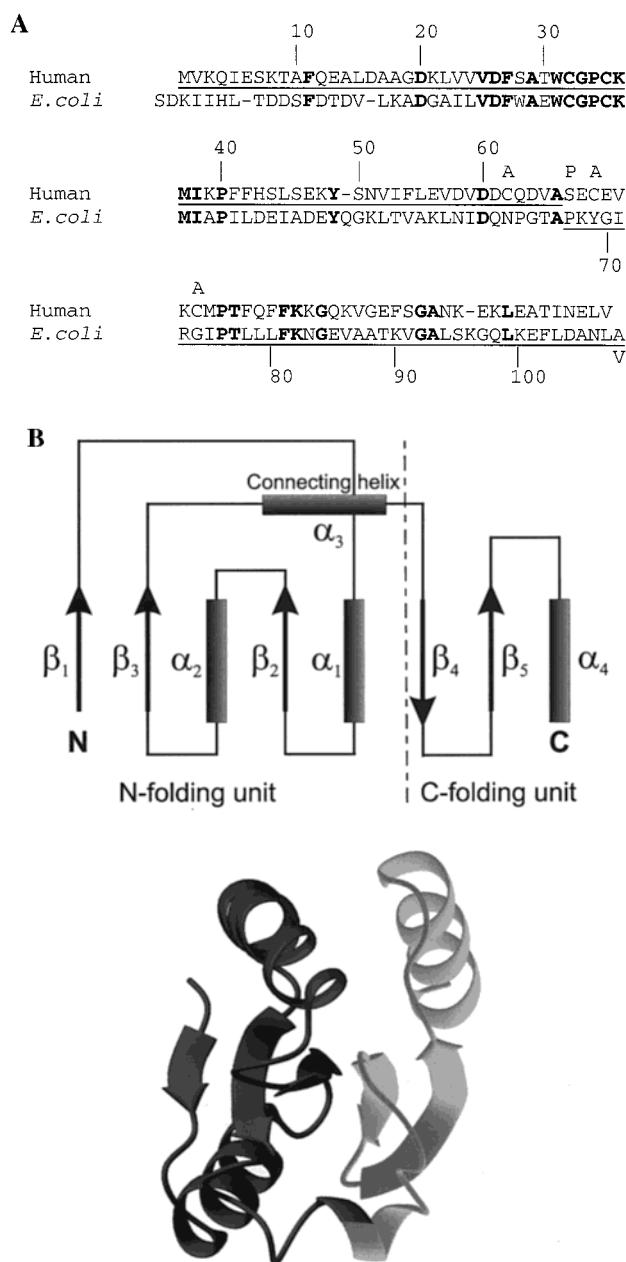 A
10 20 30
Human MVKQIESKTAFQEALDAAGDKLVVVDFSATWCGPCK
E.coli SDKIIHL-TDDSFDTDV-LKADGAILVDFWAEWCGPCK
40 50 60 A P A
Human MIKPFFHSLSEKY-SNVIFLEVDVDDCQDVASECEV
E.coli MIAPILDEIADEYQGKLTVAKLNIDQNPGTAPKYGI
70
A
Human KCMPTFQFFKKGQKVGEFSGANK-EKLEATINELV
E.coli RGIPTLLLFKNGEVAATKVGALSKGQLKEFLDANLA
V
80 90 100
B
Connecting helix
α3
β1 β3 α2 β2 α1 β4 β5 α4
N C
N-folding unit C-folding unit